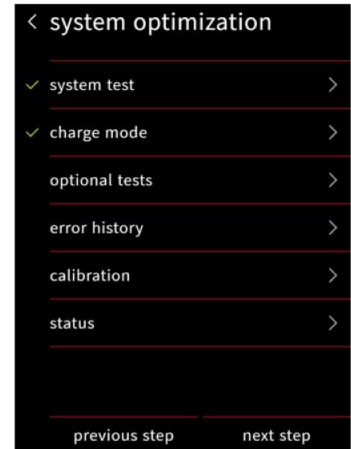 system optimization
system test
charge mode
optional tests
error history
calibration
status
previous step next step